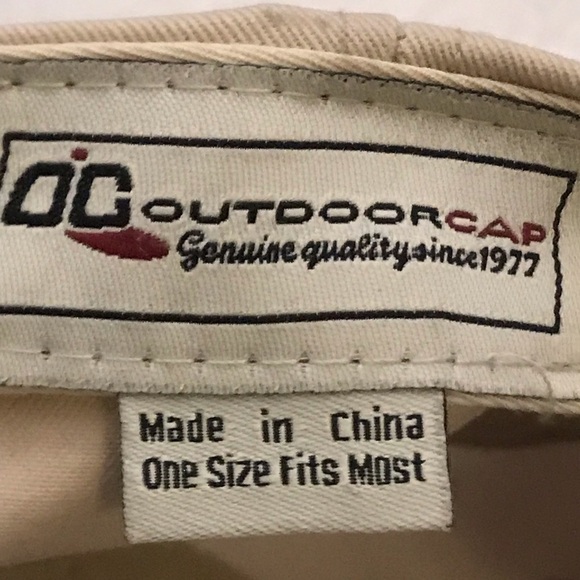 OC OUTDOORCAP
Genuine quality since 1977
Made in China
One Size Fits Most